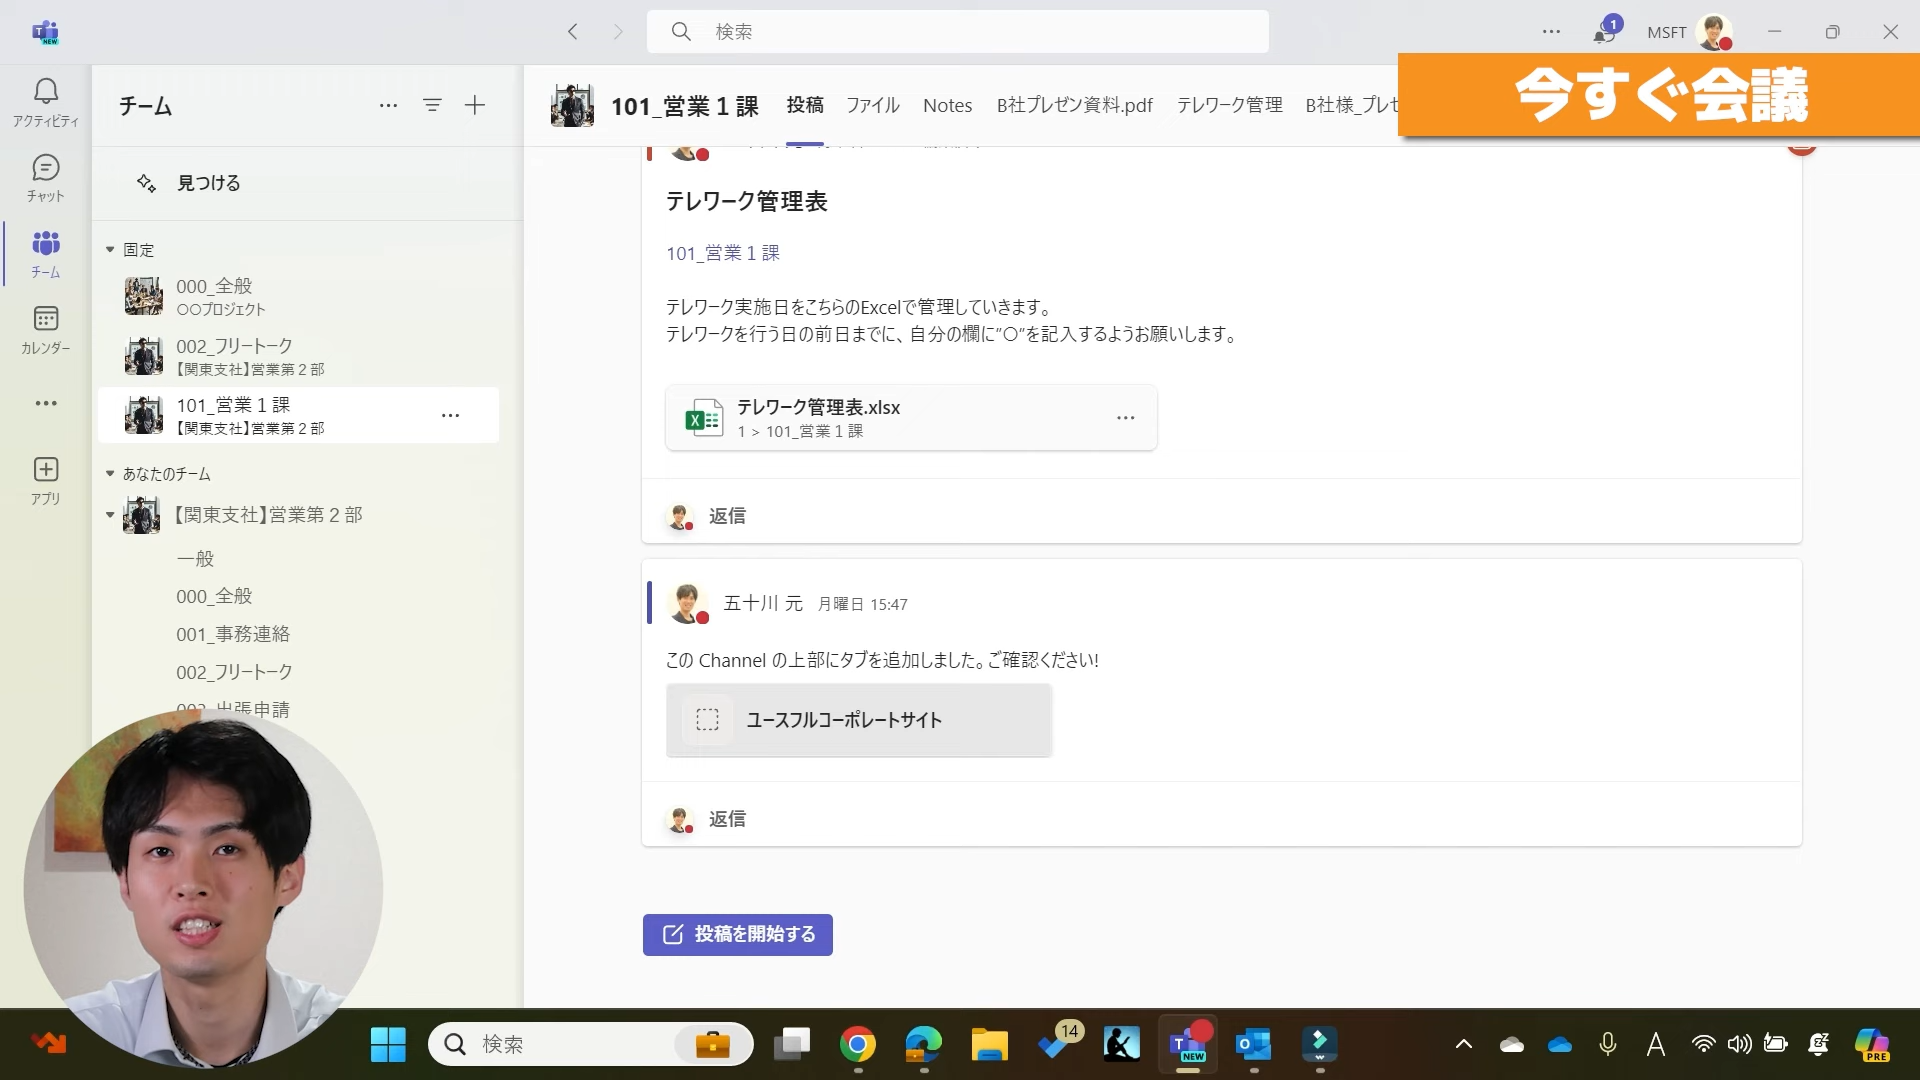 検索
MSFT
1
今すぐ会議
アクティビティ
チャット
チーム
カレンダー
アプリ
チーム
見つける
固定
000_全般
〇〇プロジェクト
002_フリートーク
【関東支社】営業第２部
101_営業１課
【関東支社】営業第２部
あなたのチーム
【関東支社】営業第２部
一般
000_全般
001_事務連絡
002_フリートーク
出張申請
101_営業１課
投稿
ファイル
Notes
B社プレゼン資料.pdf
テレワーク管理
B社様_プレゼ
テレワーク管理表
101_営業１課
テレワーク実施日をこちらのExcelで管理していきます。
テレワークを行う日の前日までに、自分の欄に”〇”を記入するようお願いします。
テレワーク管理表.xlsx
1 > 101_営業１課
返信
五十川 元 月曜日 15:47
この Channel の上部にタブを追加しました。ご確認ください!
ユースフルコーポレートサイト
返信
投稿を開始する
検索
14
NEW
A
PRE